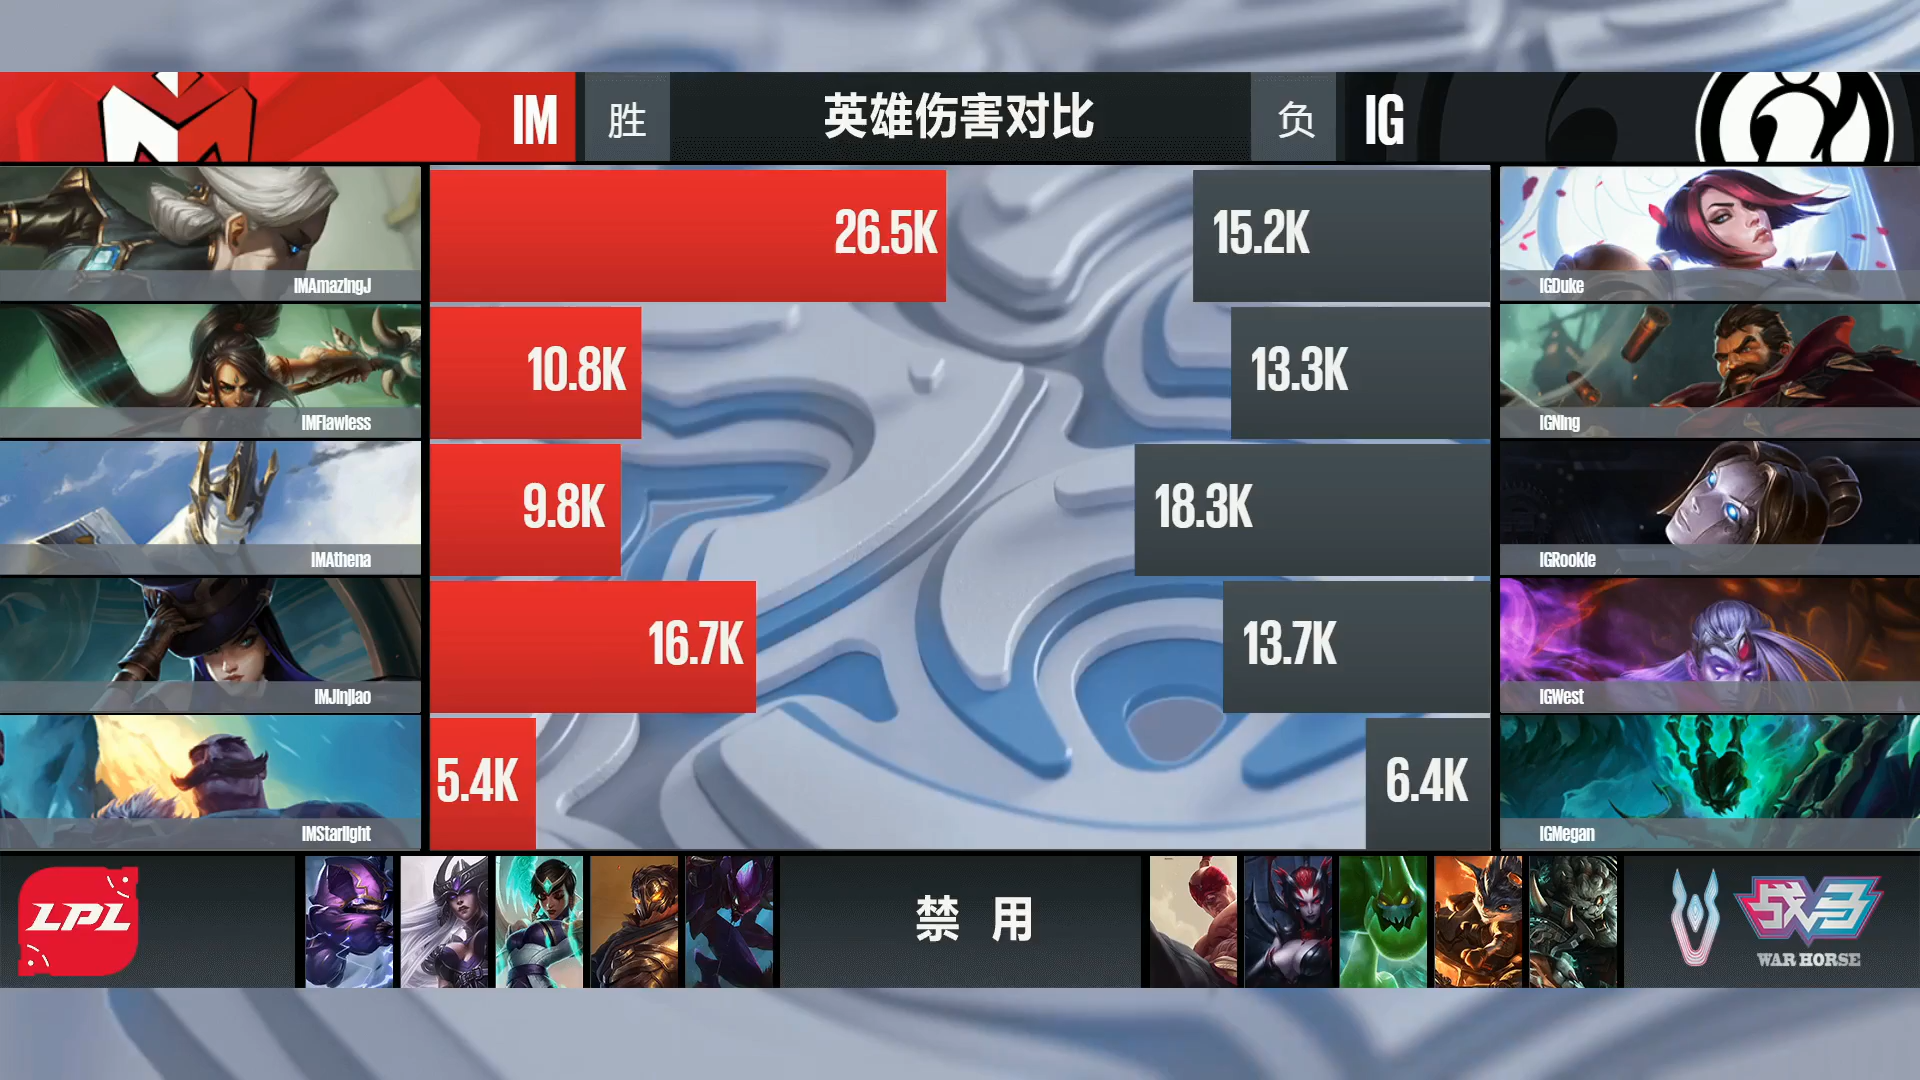 IM 胜 英雄伤害对比 负 IG
IMAmazingJ 26.5K 15.2K IGDuke
IMFlawless 10.8K 13.3K IGNing
IMAthena 9.8K 18.3K IGRookie
IMJinjiao 16.7K 13.7K IGWest
IMStarlight 5.4K 6.4K IGMegan
LPL 禁 用 战马
WAR HORSE